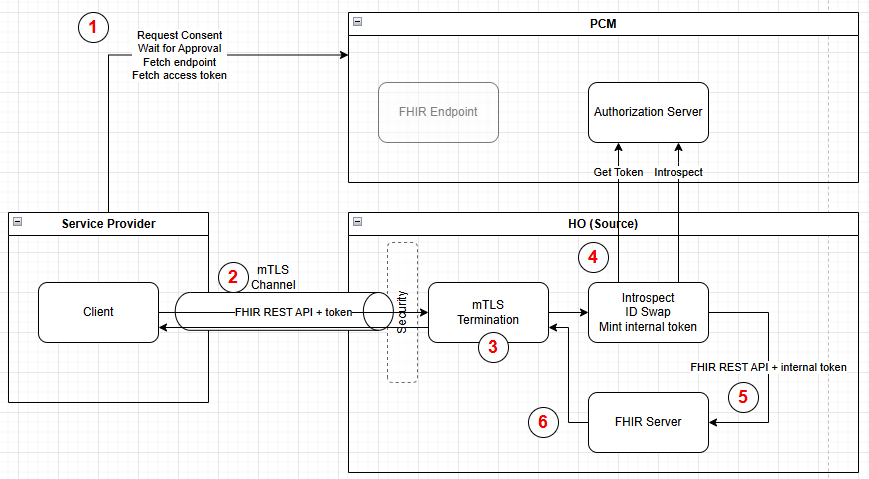 1
Request Consent
Wait for Approval
Fetch endpoint
Fetch access token
PCM
FHIR Endpoint
Authorization Server
Get Token
Introspect
Service Provider
HO (Source)
2
mTLS
Channel
4
Client
FHIR REST API + token
Security
mTLS
Termination
3
Introspect
ID Swap
Mint internal token
FHIR REST API + internal token
5
6
FHIR Server